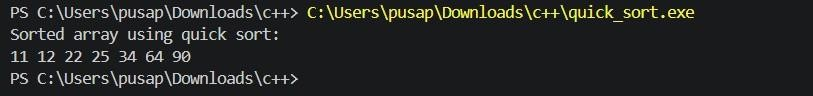 PS C:\Users\pusap\Downloads\c++> C:\Users\pusap\Downloads\c++\quick_sort.exe
Sorted array using quick sort:
11 12 22 25 34 64 90
PS C:\Users\pusap\Downloads\c++>